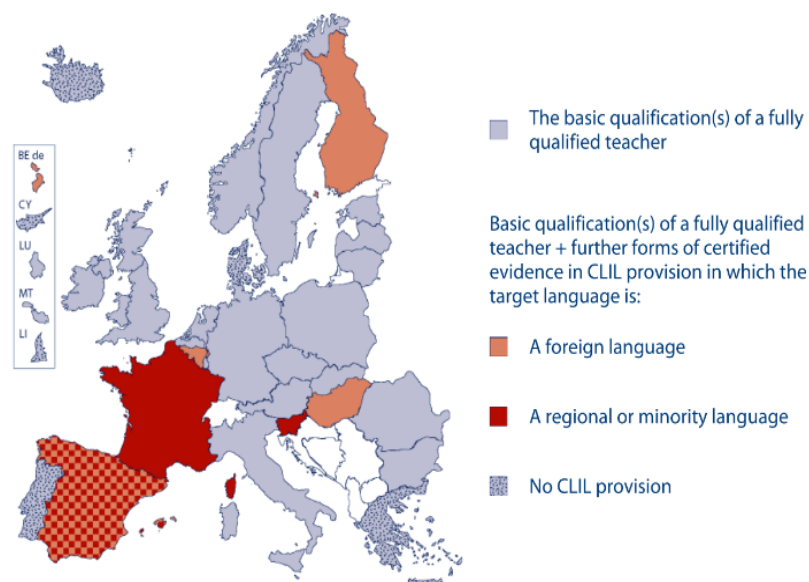 BE de
CY
LU
MT
LI
The basic qualification(s) of a fully
qualified teacher
Basic qualification(s) of a fully qualified
teacher + further forms of certified
evidence in CLIL provision in which the
target language is:
A foreign language
A regional or minority language
No CLIL provision